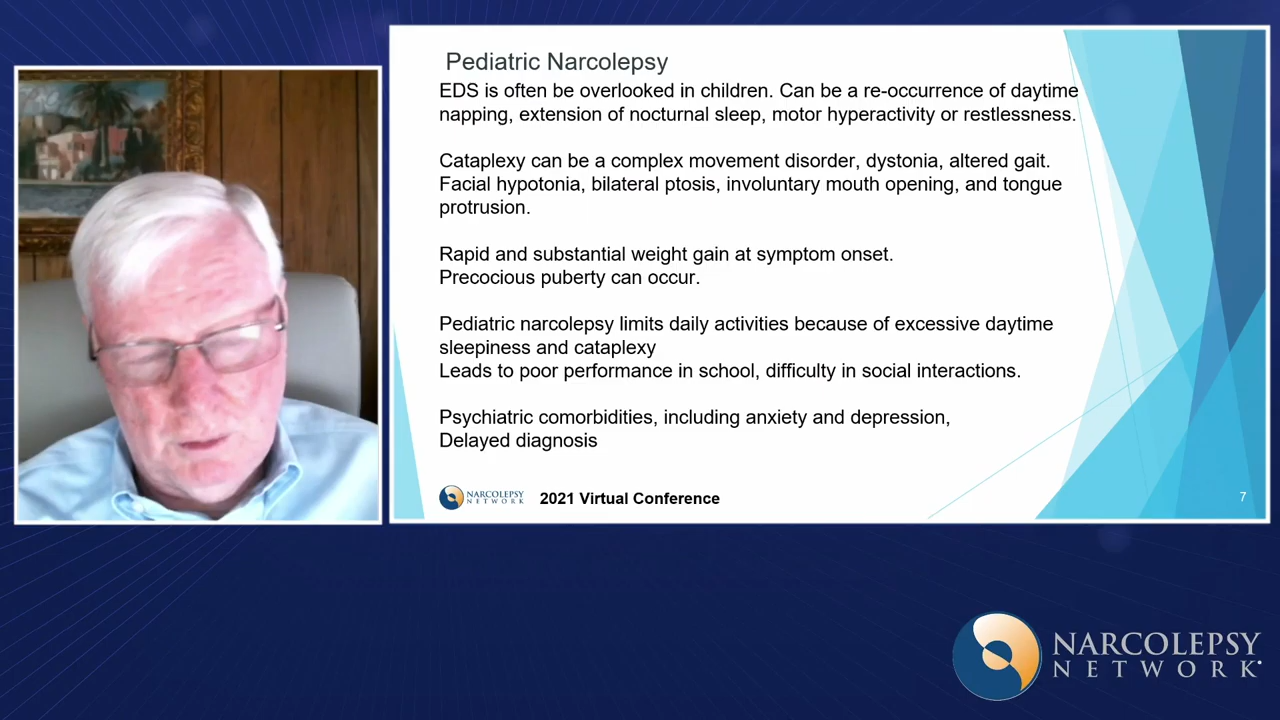 Pediatric Narcolepsy
EDS is often be overlooked in children. Can be a re-occurrence of daytime
napping, extension of nocturnal sleep, motor hyperactivity or restlessness.
Cataplexy can be a complex movement disorder, dystonia, altered gait.
Facial hypotonia, bilateral ptosis, involuntary mouth opening, and tongue
protrusion.
Rapid and substantial weight gain at symptom onset.
Precocious puberty can occur.
Pediatric narcolepsy limits daily activities because of excessive daytime
sleepiness and cataplexy
Leads to poor performance in school, difficulty in social interactions.
Psychiatric comorbidities, including anxiety and depression,
Delayed diagnosis
NARCOLEPSY
NETWORK
2021 Virtual Conference
7
NARCOLEPSY
NETWORK